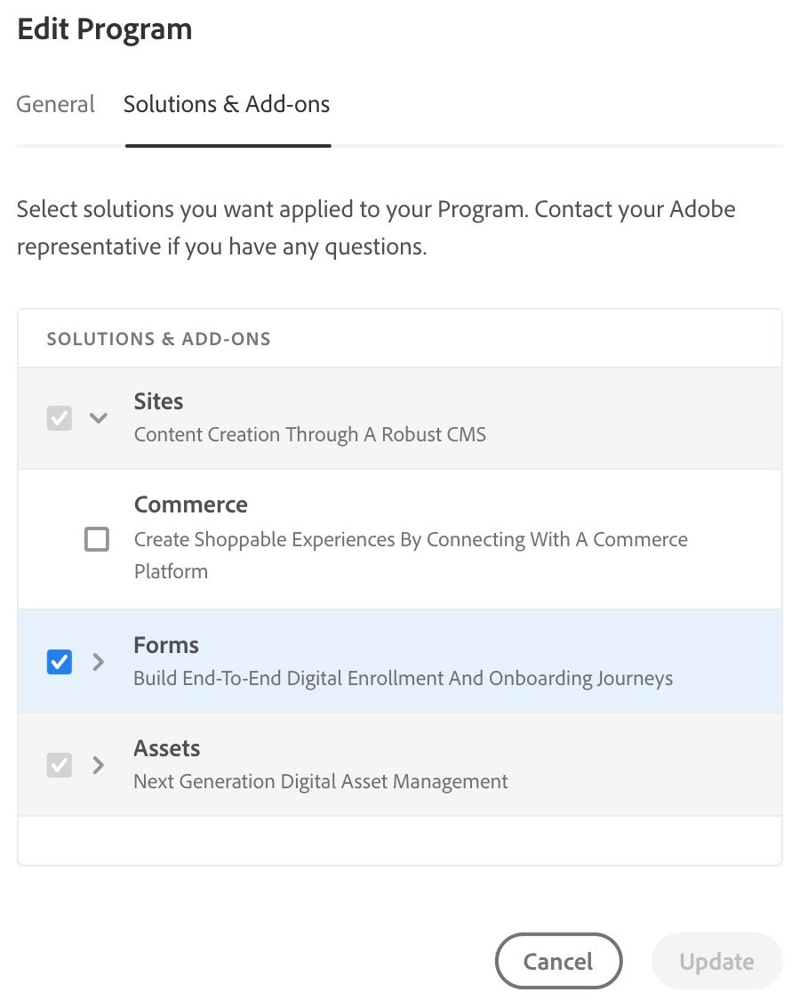 Edit Program
General Solutions & Add-ons
Select solutions you want applied to your Program. Contact your Adobe
representative if you have any questions.
SOLUTIONS & ADD-ONS
Sites
Content Creation Through A Robust CMS
Commerce
Create Shoppable Experiences By Connecting With A Commerce
Platform
Forms
Build End-To-End Digital Enrollment And Onboarding Journeys
Assets
Next Generation Digital Asset Management
Cancel Update